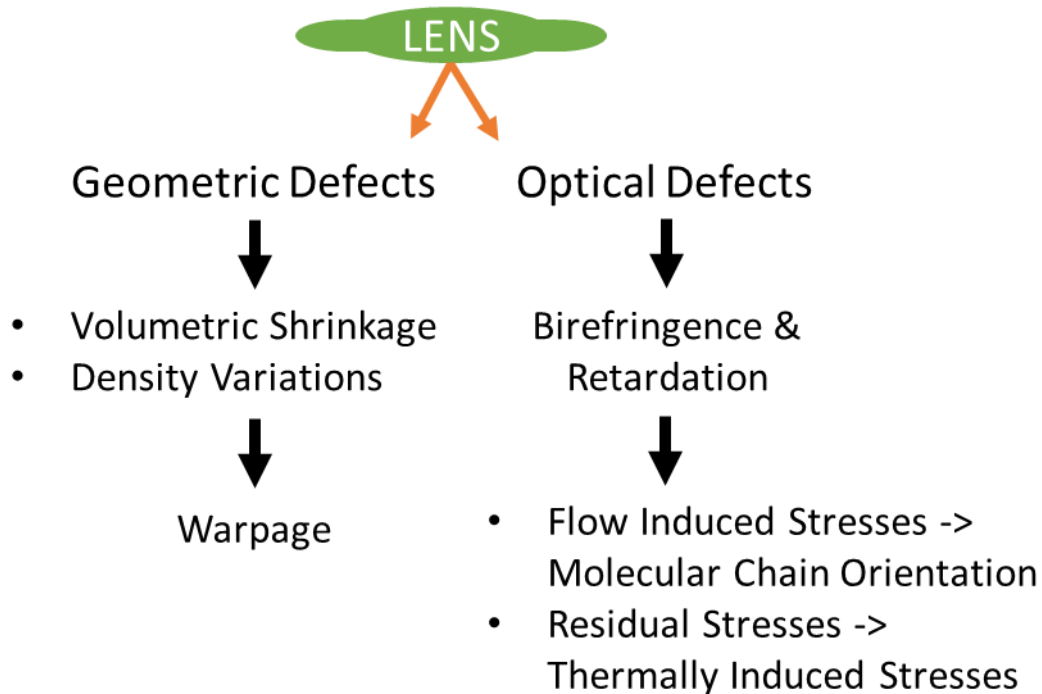 LENS
Geometric Defects
• Volumetric Shrinkage
• Density Variations
Warpage
Optical Defects
Birefringence &
Retardation
• Flow Induced Stresses ->
Molecular Chain Orientation
• Residual Stresses ->
Thermally Induced Stresses